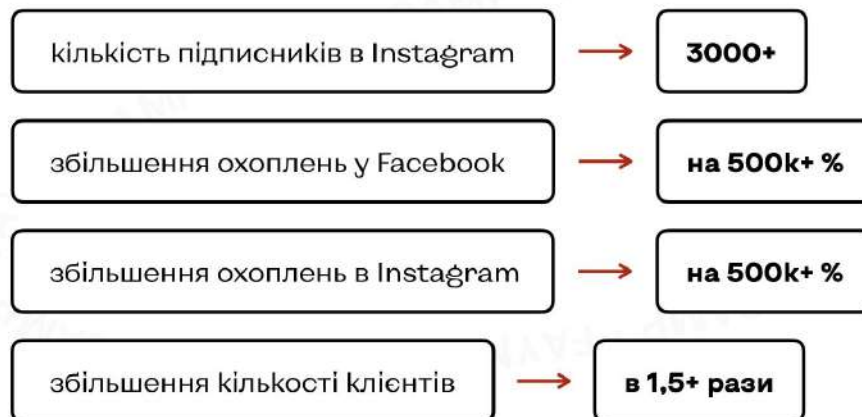 кількість підписників в Instagram → 3000+
збільшення охоплень у Facebook → на 500k+ %
збільшення охоплень в Instagram → на 500k+ %
збільшення кількості клієнтів → в 1,5+ рази